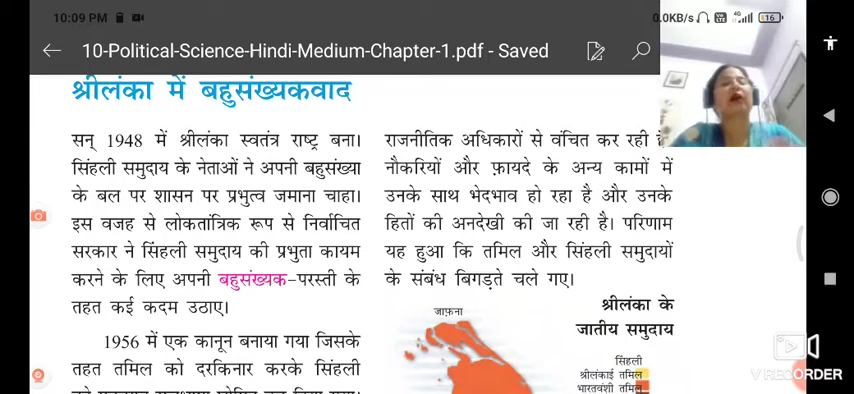 10:09 PM
0.0KB/s
4G
16
10-Political-Science-Hindi-Medium-Chapter-1.pdf - Saved
श्रीलंका में बहुसंख्यकवाद
सन् 1948 में श्रीलंका स्वतंत्र राष्ट्र बना।
सिंहली समुदाय के नेताओं ने अपनी बहुसंख्या
के बल पर शासन पर प्रभुत्व जमाना चाहा।
इस वजह से लोकतांत्रिक रूप से निर्वाचित
सरकार ने सिंहली समुदाय की प्रभुता कायम
करने के लिए अपनी बहुसंख्यक-परस्ती के
तहत कई कदम उठाए।
1956 में एक कानून बनाया गया जिसके
तहत तमिल को दरकिनार करके सिंहली
राजनीतिक अधिकारों से वंचित कर रही
नौकरियों और फ़ायदे के अन्य कामों में
उनके साथ भेदभाव हो रहा है और उनके
हितों की अनदेखी की जा रही है। परिणाम
यह हुआ कि तमिल और सिंहली समुदायों
के संबंध बिगड़ते चले गए।
श्रीलंका के
जातीय समुदाय
जाफ़ना
सिंहली
श्रीलंकाई तमिल
भारतवंशी तमिल
V RECORDER